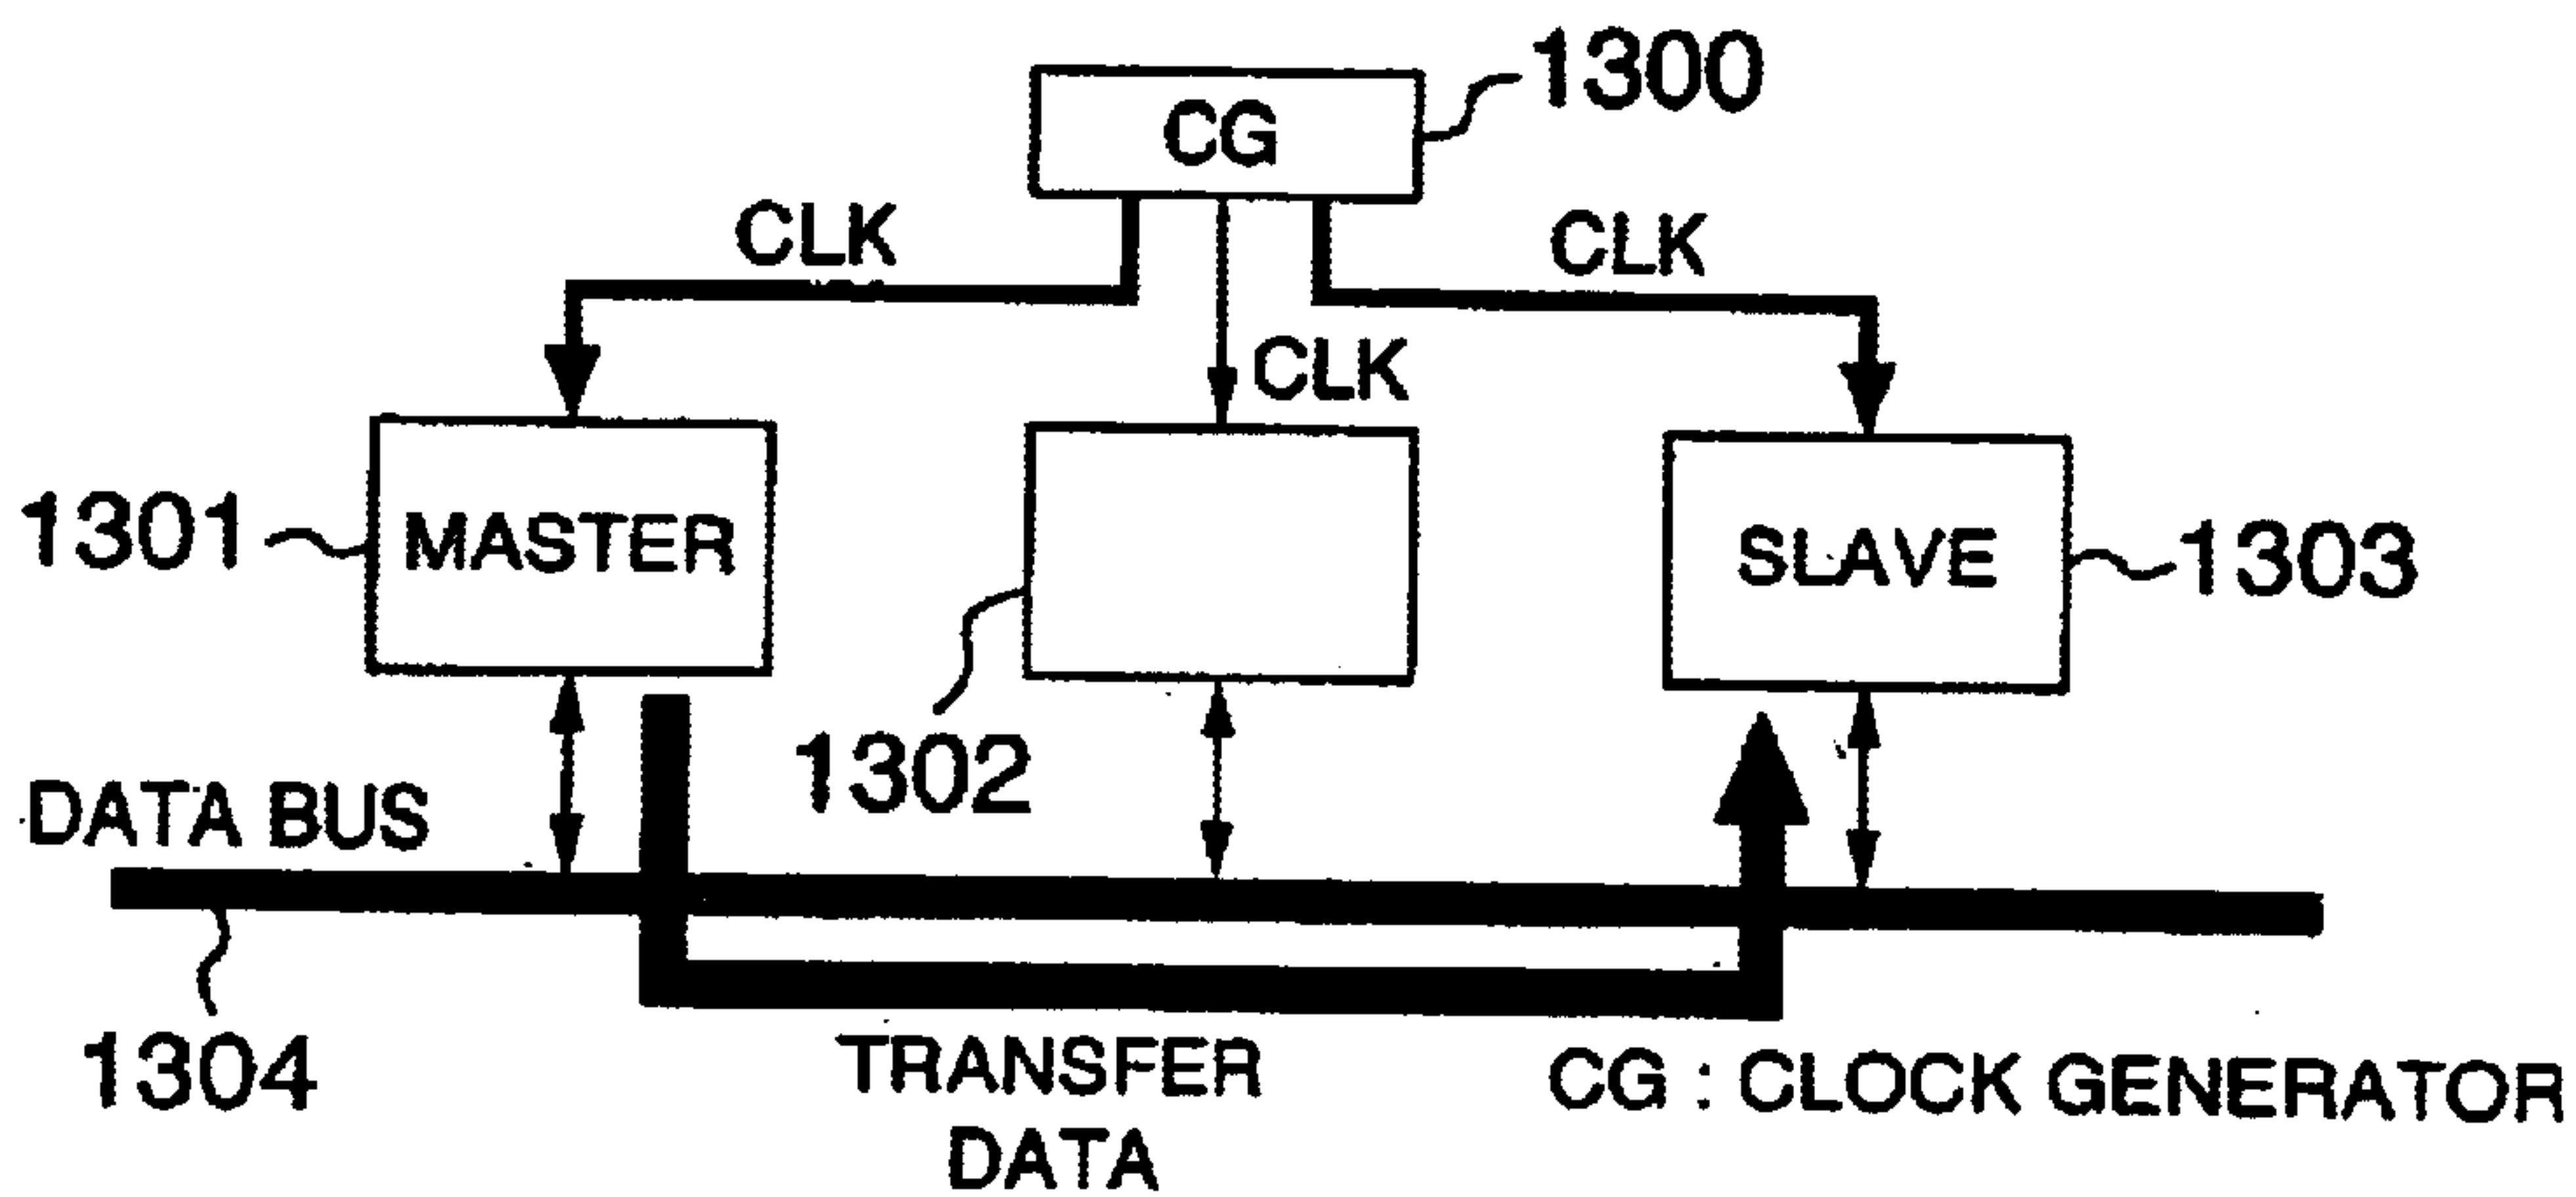 1300
CG
CLK
CLK
CLK
1301
MASTER
SLAVE
1303
1302
DATA BUS
1304
TRANSFER
DATA
CG : CLOCK GENERATOR